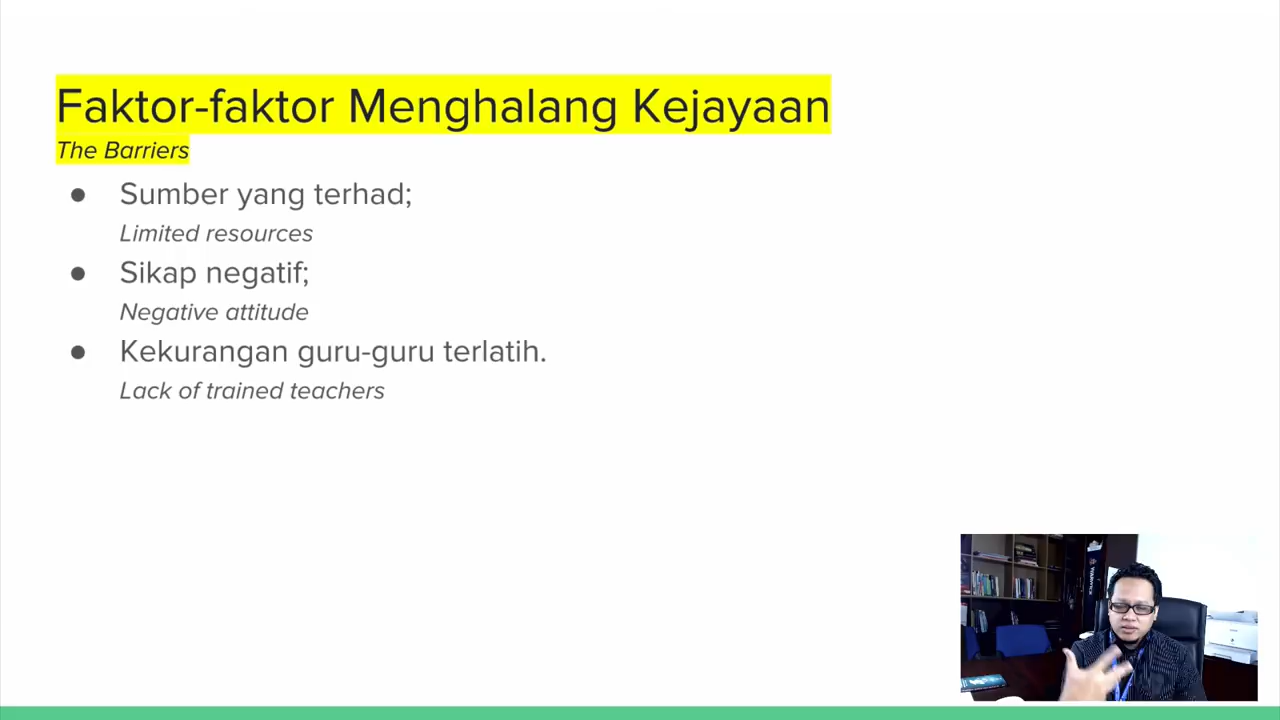 Faktor-faktor Menghalang Kejayaan
The Barriers
● Sumber yang terhad;
Limited resources
● Sikap negatif;
Negative attitude
● Kekurangan guru-guru terlatih.
Lack of trained teachers